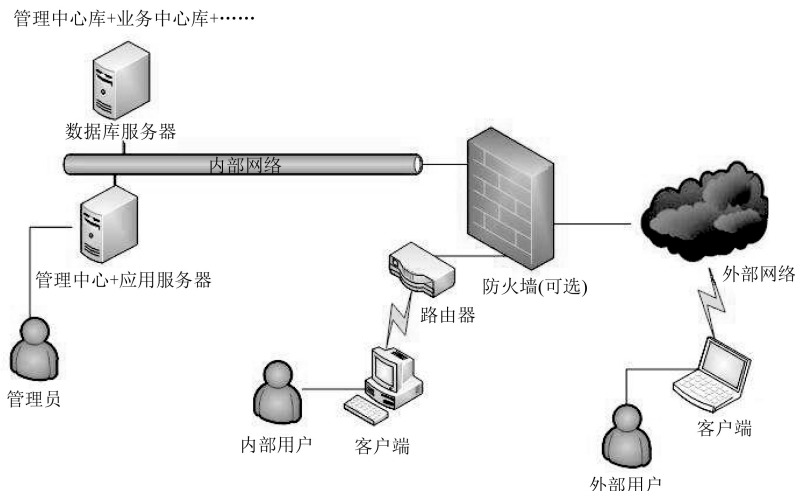 管理中心库+业务中心库+……
数据库服务器
内部网络
管理中心+应用服务器
防火墙(可选)
外部网络
路由器
管理员
内部用户
客户端
客户端
外部用户